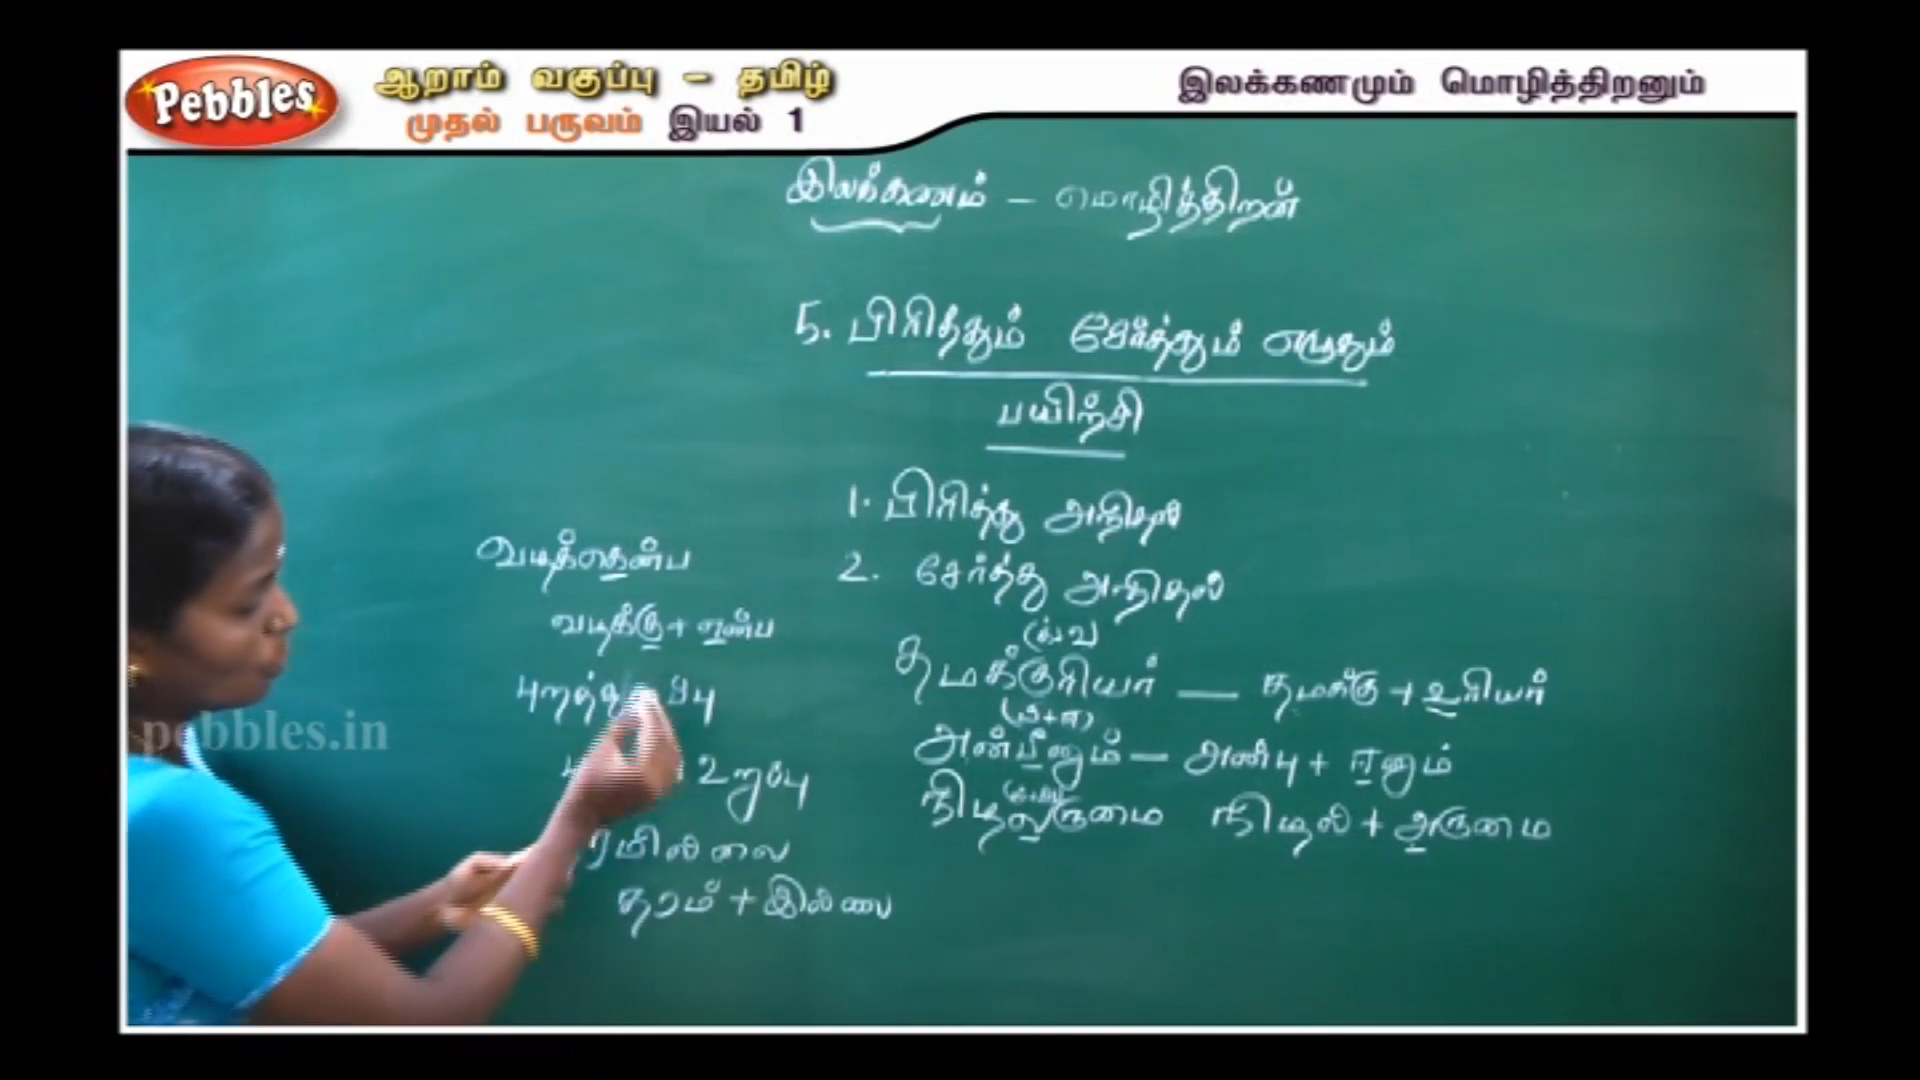 Pebbles
ஆறாம் வகுப்பு - தமிழ்
முதல் பருவம் இயல் 1
இலக்கணமும் மொழித்திறனும்
இலக்கணம் - மொழித்திறன்
5. பிரித்தும் சேர்த்தும் எழுதும்
பயிற்சி
1. பிரித்து அறிதல்
2. சேர்த்து அறிதல்
தமக்குரியர் — தமக்கு + உரியர்
அன்பீனும் — அன்பு + ஈனும்
நிழலருமை நிழல் + அருமை
வடிக்கென்ப
வடிக்கு + என்ப
உறுப்பு
ரமில்லை
தரம் + இல்லை
pebbles.in